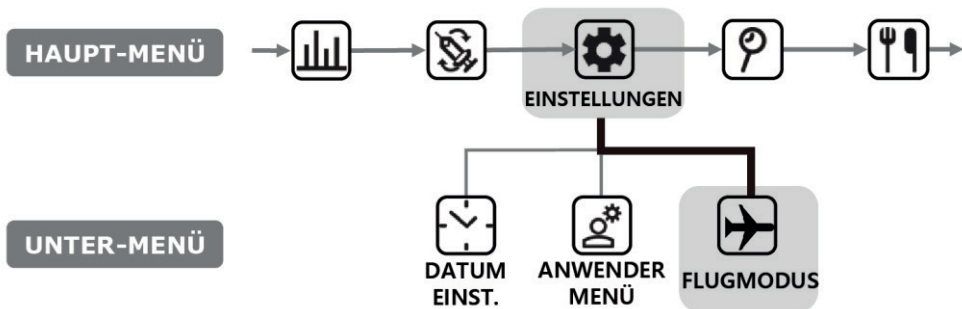 HAUPT-MENÜ
EINSTELLUNGEN
UNTER-MENÜ
DATUM
EINST.
ANWENDER
MENÜ
FLUGMODUS